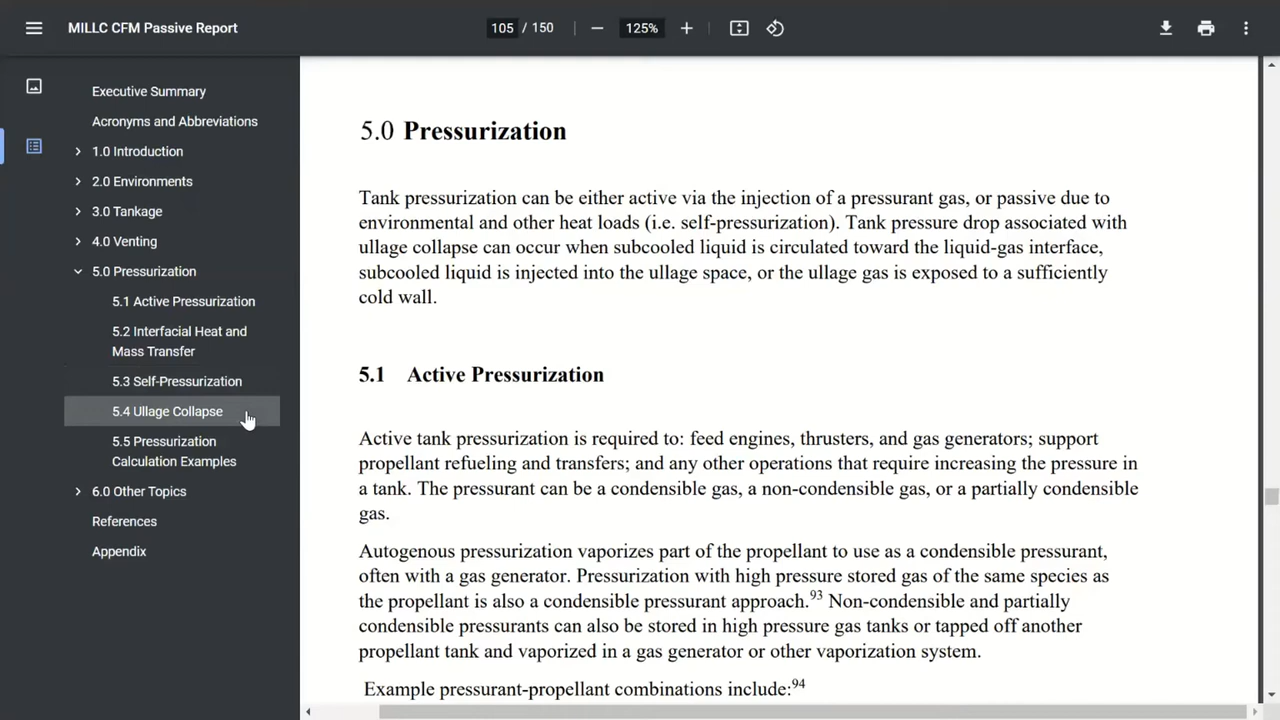 MILLC CFM Passive Report
105 / 150
125%
Executive Summary
Acronyms and Abbreviations
1.0 Introduction
2.0 Environments
3.0 Tankage
4.0 Venting
5.0 Pressurization
5.1 Active Pressurization
5.2 Interfacial Heat and
Mass Transfer
5.3 Self-Pressurization
5.4 Ullage Collapse
5.5 Pressurization
Calculation Examples
6.0 Other Topics
References
Appendix
5.0 Pressurization
Tank pressurization can be either active via the injection of a pressurant gas, or passive due to
environmental and other heat loads (i.e. self-pressurization). Tank pressure drop associated with
ullage collapse can occur when subcooled liquid is circulated toward the liquid-gas interface,
subcooled liquid is injected into the ullage space, or the ullage gas is exposed to a sufficiently
cold wall.
5.1 Active Pressurization
Active tank pressurization is required to: feed engines, thrusters, and gas generators; support
propellant refueling and transfers; and any other operations that require increasing the pressure in
a tank. The pressurant can be a condensible gas, a non-condensible gas, or a partially condensible
gas.
Autogenous pressurization vaporizes part of the propellant to use as a condensible pressurant,
often with a gas generator. Pressurization with high pressure stored gas of the same species as
the propellant is also a condensible pressurant approach.93 Non-condensible and partially
condensible pressurants can also be stored in high pressure gas tanks or tapped off another
propellant tank and vaporized in a gas generator or other vaporization system.
Example pressurant-propellant combinations include:94